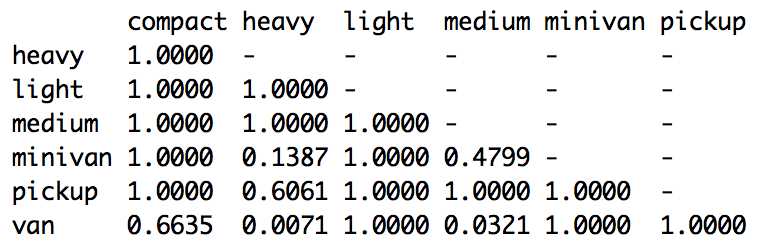 compact heavy light medium minivan pickup
heavy 1.0000 - - - - -
light 1.0000 1.0000 - - - -
medium 1.0000 1.0000 1.0000 - - -
minivan 1.0000 0.1387 1.0000 0.4799 - -
pickup 1.0000 0.6061 1.0000 1.0000 1.0000 -
van 0.6635 0.0071 1.0000 0.0321 1.0000 1.0000